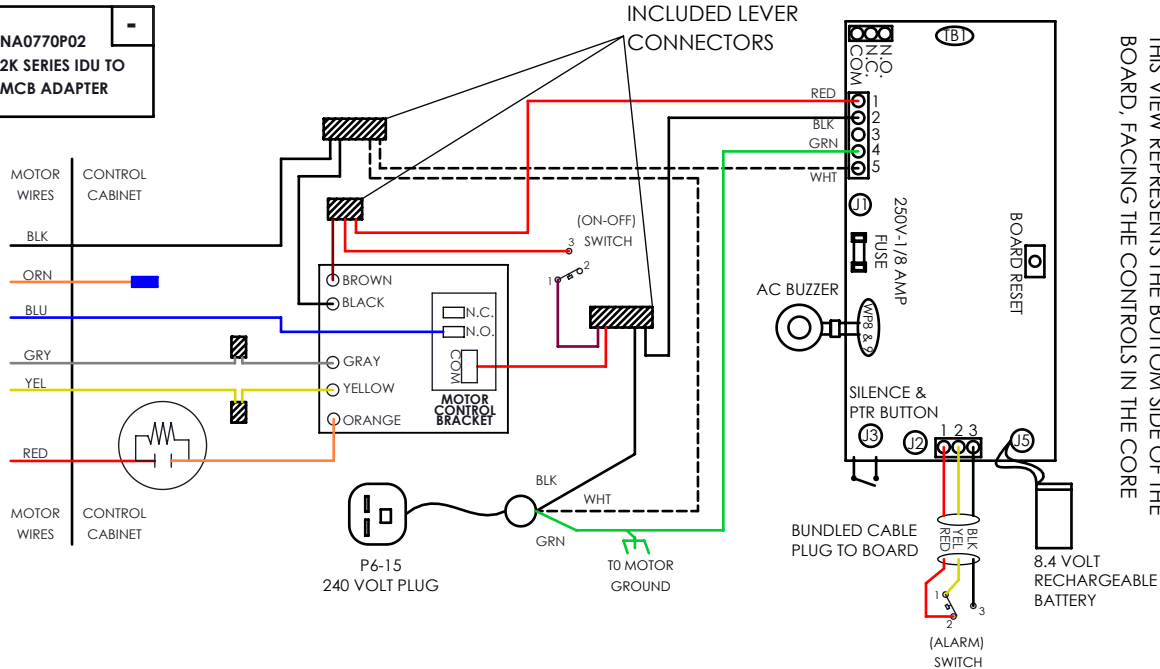 -
NA0770P02
2K SERIES IDU TO
MCB ADAPTER
INCLUDED LEVER
CONNECTORS
MOTOR
WIRES
CONTROL
CABINET
BLK
ORN
BLU
GRY
YEL
RED
MOTOR
WIRES
CONTROL
CABINET
BROWN
BLACK
GRAY
YELLOW
ORANGE
N.C.
N.O.
COM
MOTOR
CONTROL
BRACKET
(ON-OFF)
SWITCH
3
2
1
P6-15
240 VOLT PLUG
BLK
WHT
GRN
T0 MOTOR
GROUND
RED
BLK
GRN
WHT
N.O.
N.C.
COM
TB1
1
2
3
4
5
J1
250V-1/8 AMP
FUSE
BOARD RESET
AC BUZZER
WP8 & 9
SILENCE &
PTR BUTTON
J3
J2
1 2 3
J5
BUNDLED CABLE
PLUG TO BOARD
RED
YEL
BLK
1
2
3
(ALARM)
SWITCH
8.4 VOLT
RECHARGEABLE
BATTERY
THIS VIEW REPRESENTS THE BOTTOM SIDE OF THE
BOARD, FACING THE CONTROLS IN THE CORE